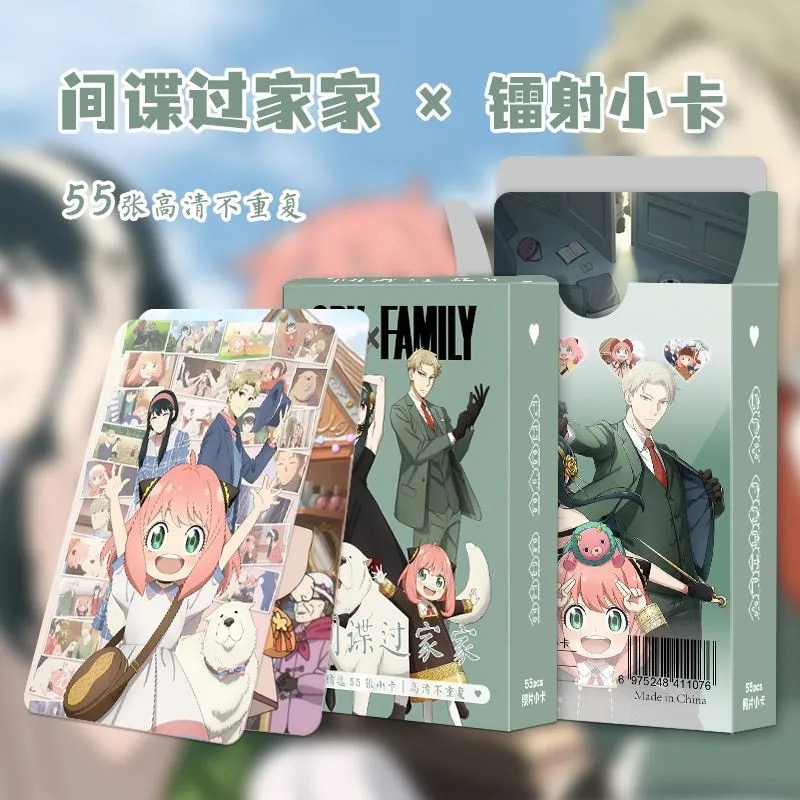 间谍过家家 × 镭射小卡
55张高清不重复
×FAMILY
间谍过家家
精选55张小卡 | 高清不重复
6 975248 411076
Made in China
55pcs
照片小卡
55pcs
照片小卡